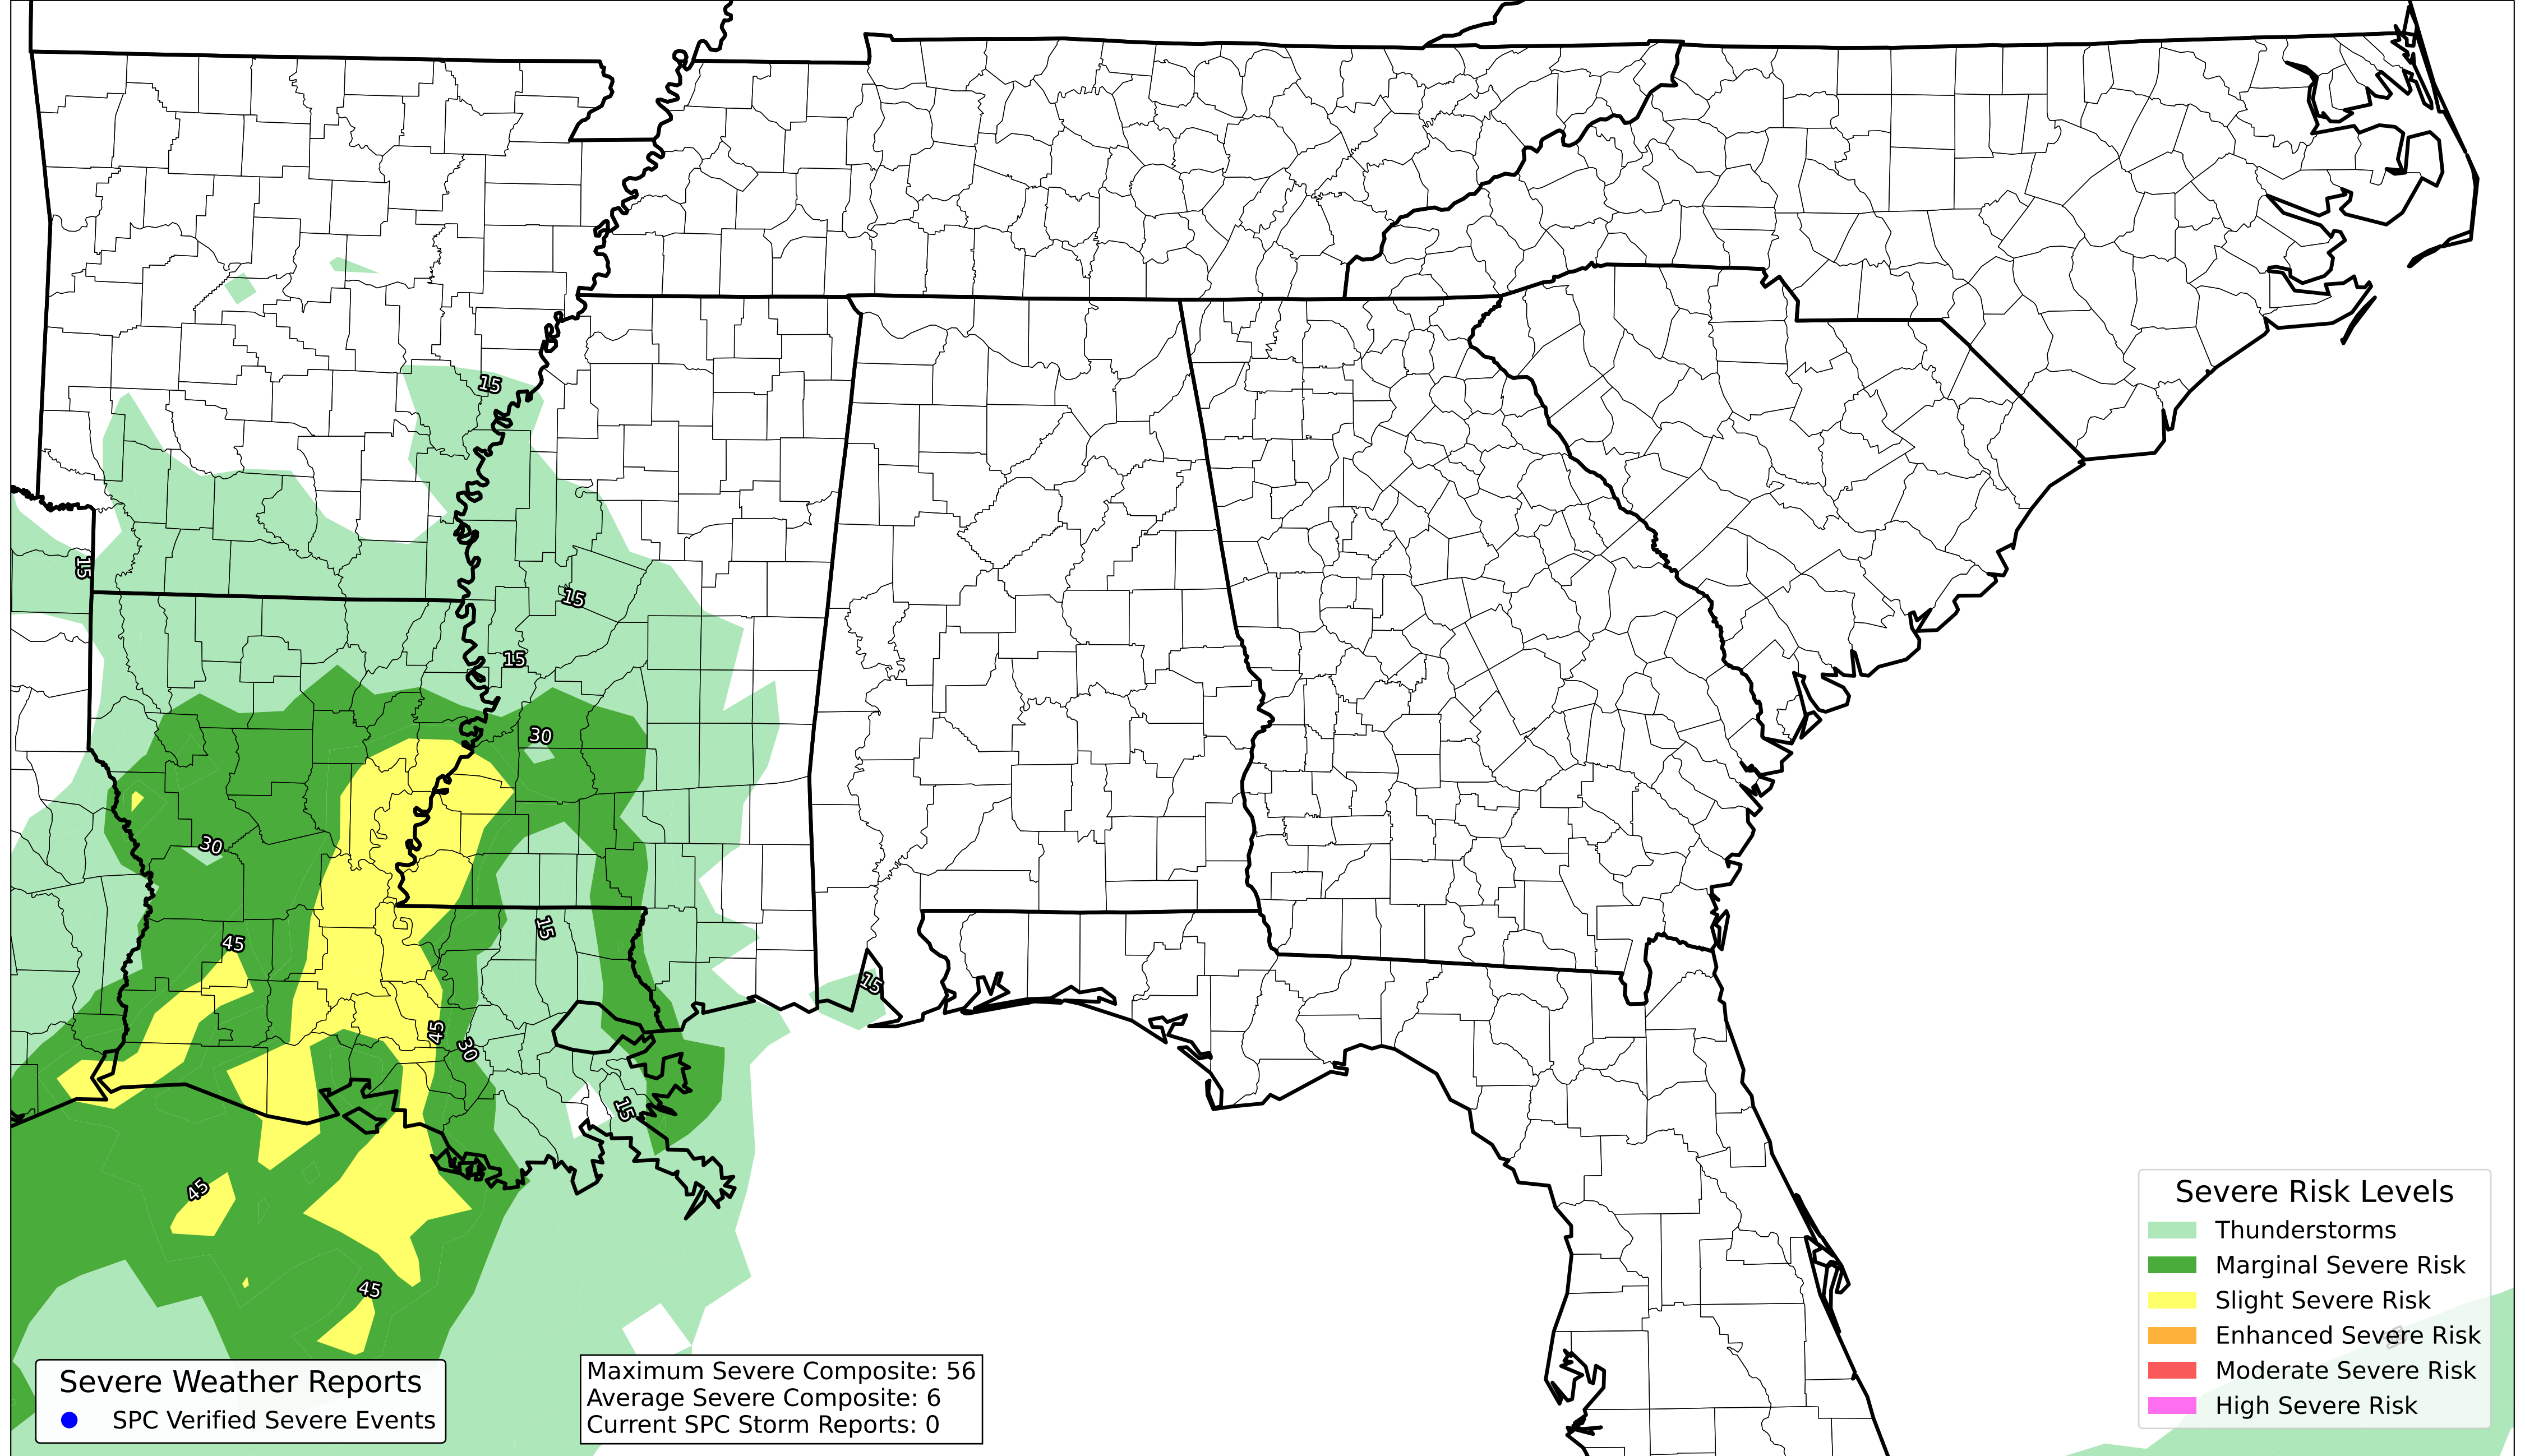 15
15
15
15
30
30
15
45
15
45
30
15
45
45
Severe Risk Levels
Thunderstorms
Marginal Severe Risk
Slight Severe Risk
Enhanced Severe Risk
Moderate Severe Risk
High Severe Risk
Severe Weather Reports
SPC Verified Severe Events
Maximum Severe Composite: 56
Average Severe Composite: 6
Current SPC Storm Reports: 0